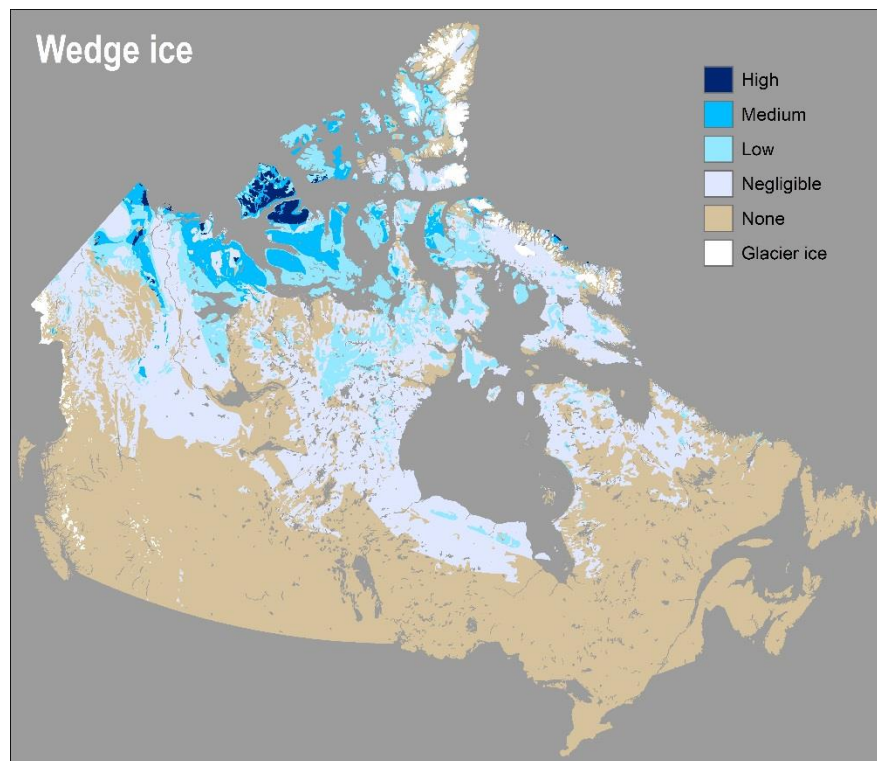 Wedge ice
High
Medium
Low
Negligible
None
Glacier ice